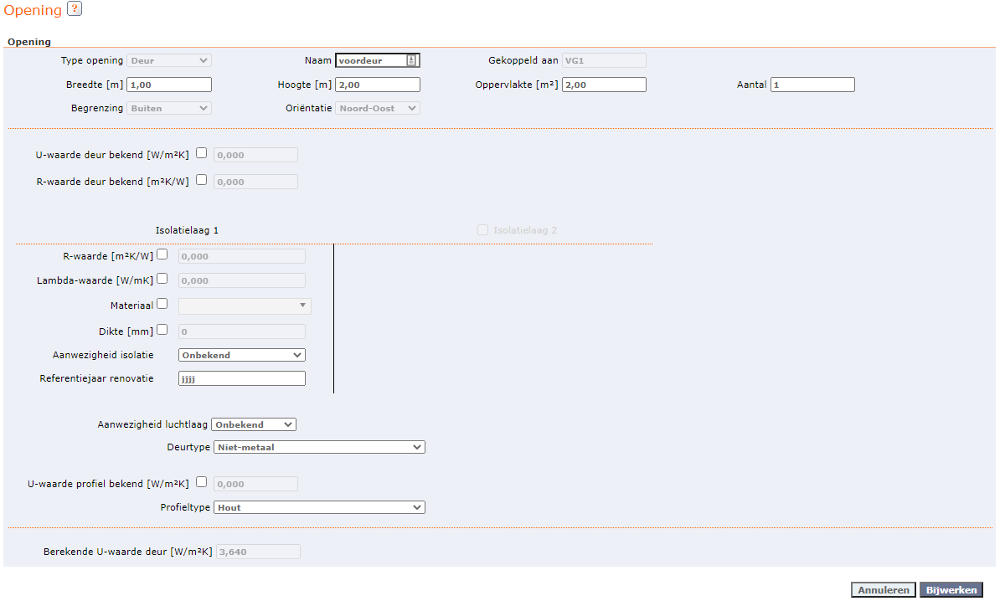 Opening ?
Opening
Type opening Deur Naam voordeur Gekoppeld aan VG1
Breedte [m] 1,00 Hoogte [m] 2,00 Oppervlakte [m²] 2,00 Aantal 1
Begrenzing Buiten Oriëntatie Noord-Oost
U-waarde deur bekend [W/m²K] 0,000
R-waarde deur bekend [m²K/W] 0,000
Isolatielaag 1 Isolatielaag 2
R-waarde [m²K/W] 0,000
Lambda-waarde [W/mK] 0,000
Materiaal
Dikte [mm] 0
Aanwezigheid isolatie Onbekend
Referentiejaar renovatie jjjj
Aanwezigheid luchtlaag Onbekend
Deurtype Niet-metaal
U-waarde profiel bekend [W/m²K] 0,000
Profieltype Hout
Berekende U-waarde deur [W/m²K] 3,640
Annuleren Bijwerken